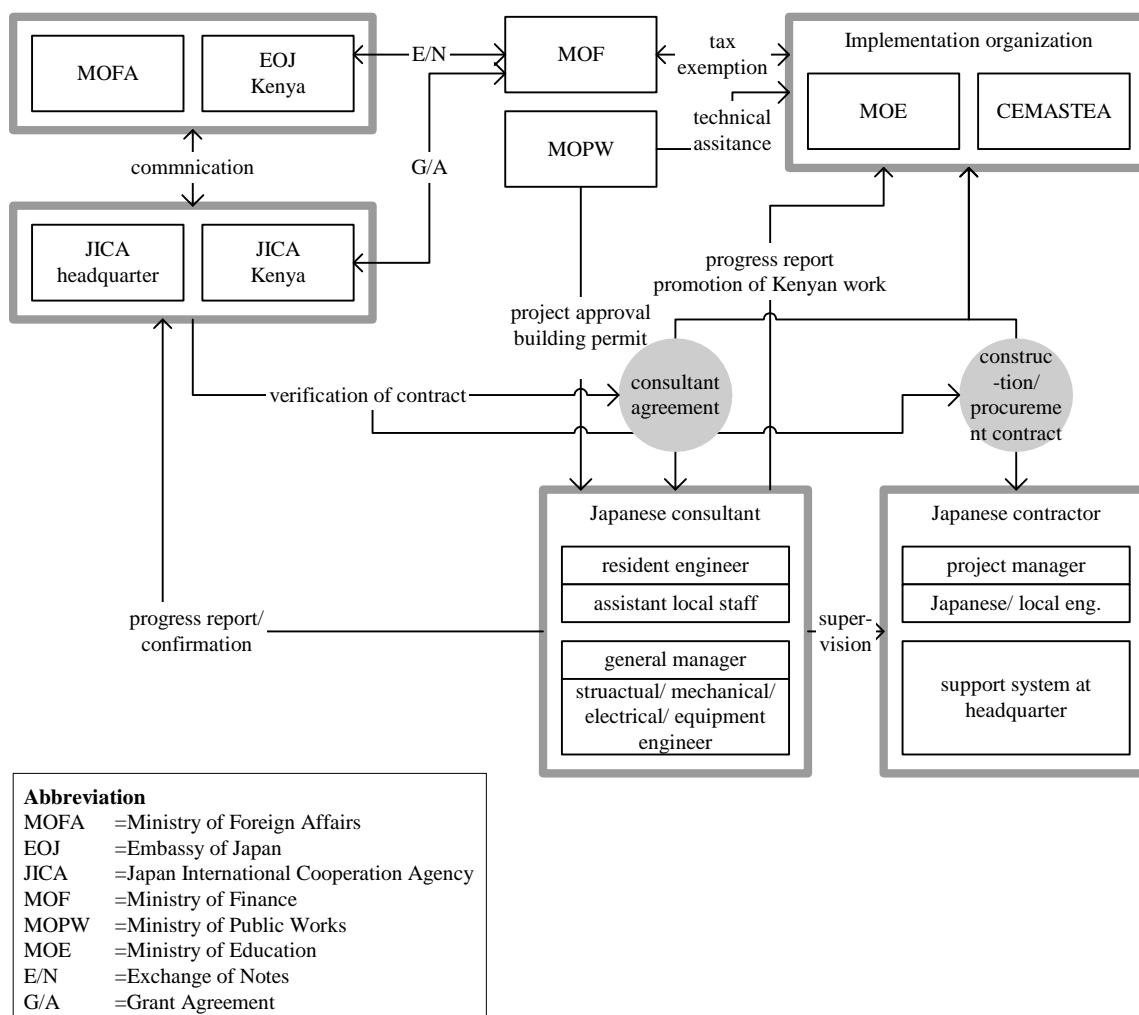 MOFA
EOJ
Kenya
E/N
MOF
tax
exemption
Implementation organization
MOE
CEMASTEA
MOPW
technical
assitance
commnication
G/A
JICA
headquarter
JICA
Kenya
progress report
promotion of Kenyan work
project approval
building permit
verification of contract
consultant
agreement
construc
-tion/
procureme
nt contract
Japanese consultant
resident engineer
assistant local staff
general manager
struactual/ mechanical/
electrical/ equipment
engineer
super-
vision
Japanese contractor
project manager
Japanese/ local eng.
support system at
headquarter
progress report/
confirmation
Abbreviation
MOFA =Ministry of Foreign Affairs
EOJ =Embassy of Japan
JICA =Japan International Cooperation Agency
MOF =Ministry of Finance
MOPW =Ministry of Public Works
MOE =Ministry of Education
E/N =Exchange of Notes
G/A =Grant Agreement